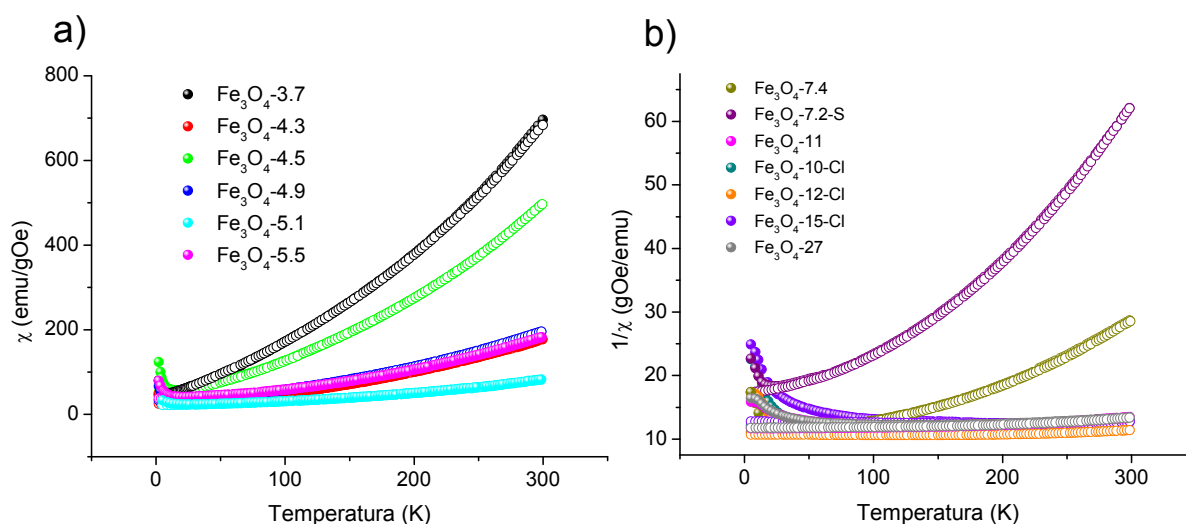 a)
800
600
400
200
0
χ (emu/gOe)
Fe₃O₄-3.7
Fe₃O₄-4.3
Fe₃O₄-4.5
Fe₃O₄-4.9
Fe₃O₄-5.1
Fe₃O₄-5.5
0 100 200 300
Temperatura (K)
b)
60
50
40
30
20
10
1/χ (gOe/emu)
Fe₃O₄-7.4
Fe₃O₄-7.2-S
Fe₃O₄-11
Fe₃O₄-10-Cl
Fe₃O₄-12-Cl
Fe₃O₄-15-Cl
Fe₃O₄-27
0 100 200 300
Temperatura (K)